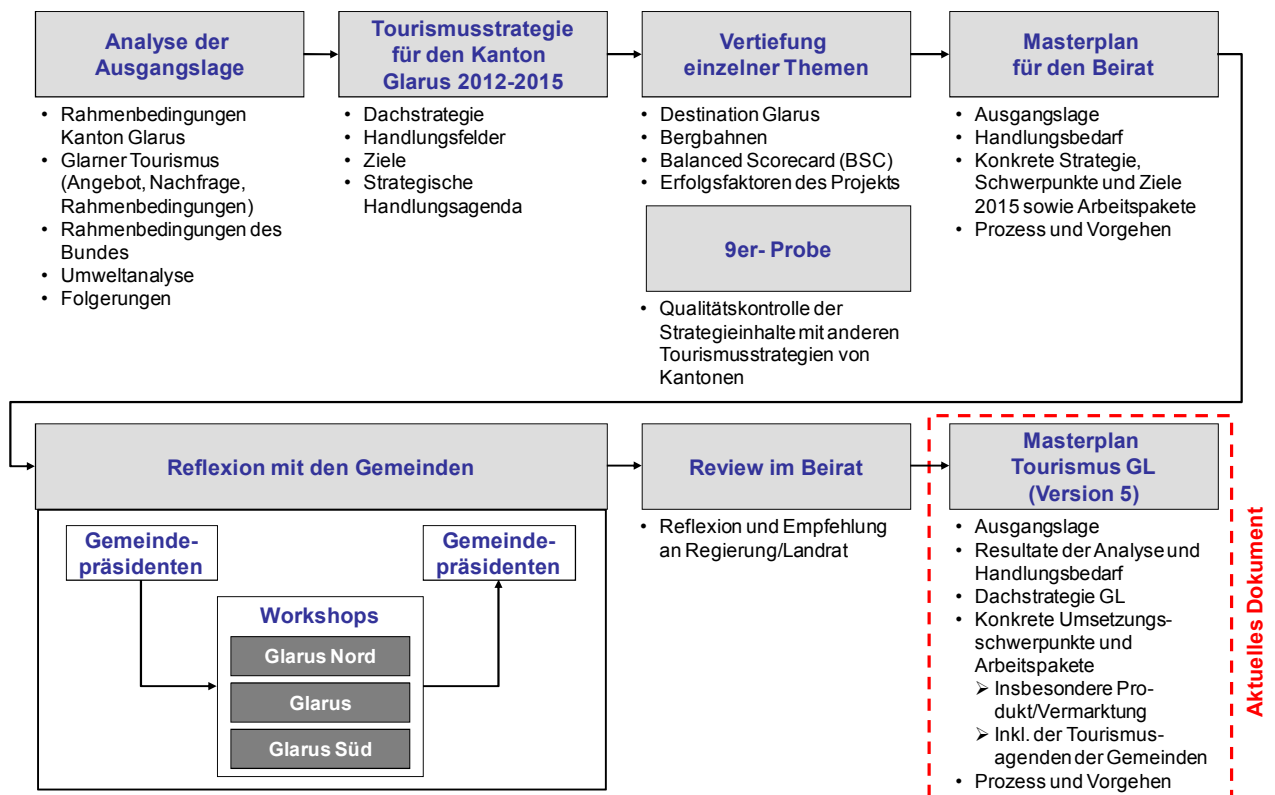 Analyse der
Ausgangslage
• Rahmenbedingungen
Kanton Glarus
• Glarner Tourismus
(Angebot, Nachfrage,
Rahmenbedingungen)
• Rahmenbedingungen des
Bundes
• Umweltanalyse
• Folgerungen
Tourismusstrategie
für den Kanton
Glarus 2012-2015
• Dachstrategie
• Handlungsfelder
• Ziele
• Strategische
Handlungsagenda
Vertiefung
einzelner Themen
• Destination Glarus
• Bergbahnen
• Balanced Scorecard (BSC)
• Erfolgsfaktoren des Projekts
9er- Probe
• Qualitätskontrolle der
Strategieinhalte mit anderen
Tourismusstrategien von
Kantonen
Masterplan
für den Beirat
• Ausgangslage
• Handlungsbedarf
• Konkrete Strategie,
Schwerpunkte und Ziele
2015 sowie Arbeitspakete
• Prozess und Vorgehen
Reflexion mit den Gemeinden
Gemeinde-
präsidenten
Workshops
Glarus Nord
Glarus
Glarus Süd
Gemeinde-
präsidenten
Review im Beirat
• Reflexion und Empfehlung
an Regierung/Landrat
Masterplan
Tourismus GL
(Version 5)
• Ausgangslage
• Resultate der Analyse und
Handlungsbedarf
• Dachstrategie GL
• Konkrete Umsetzungs-
schwerpunkte und
Arbeitspakete
➢ Insbesondere Pro-
dukt/Vermarktung
➢ Inkl. der Tourismus-
agenden der Gemeinden
• Prozess und Vorgehen
Aktuelles Dokument